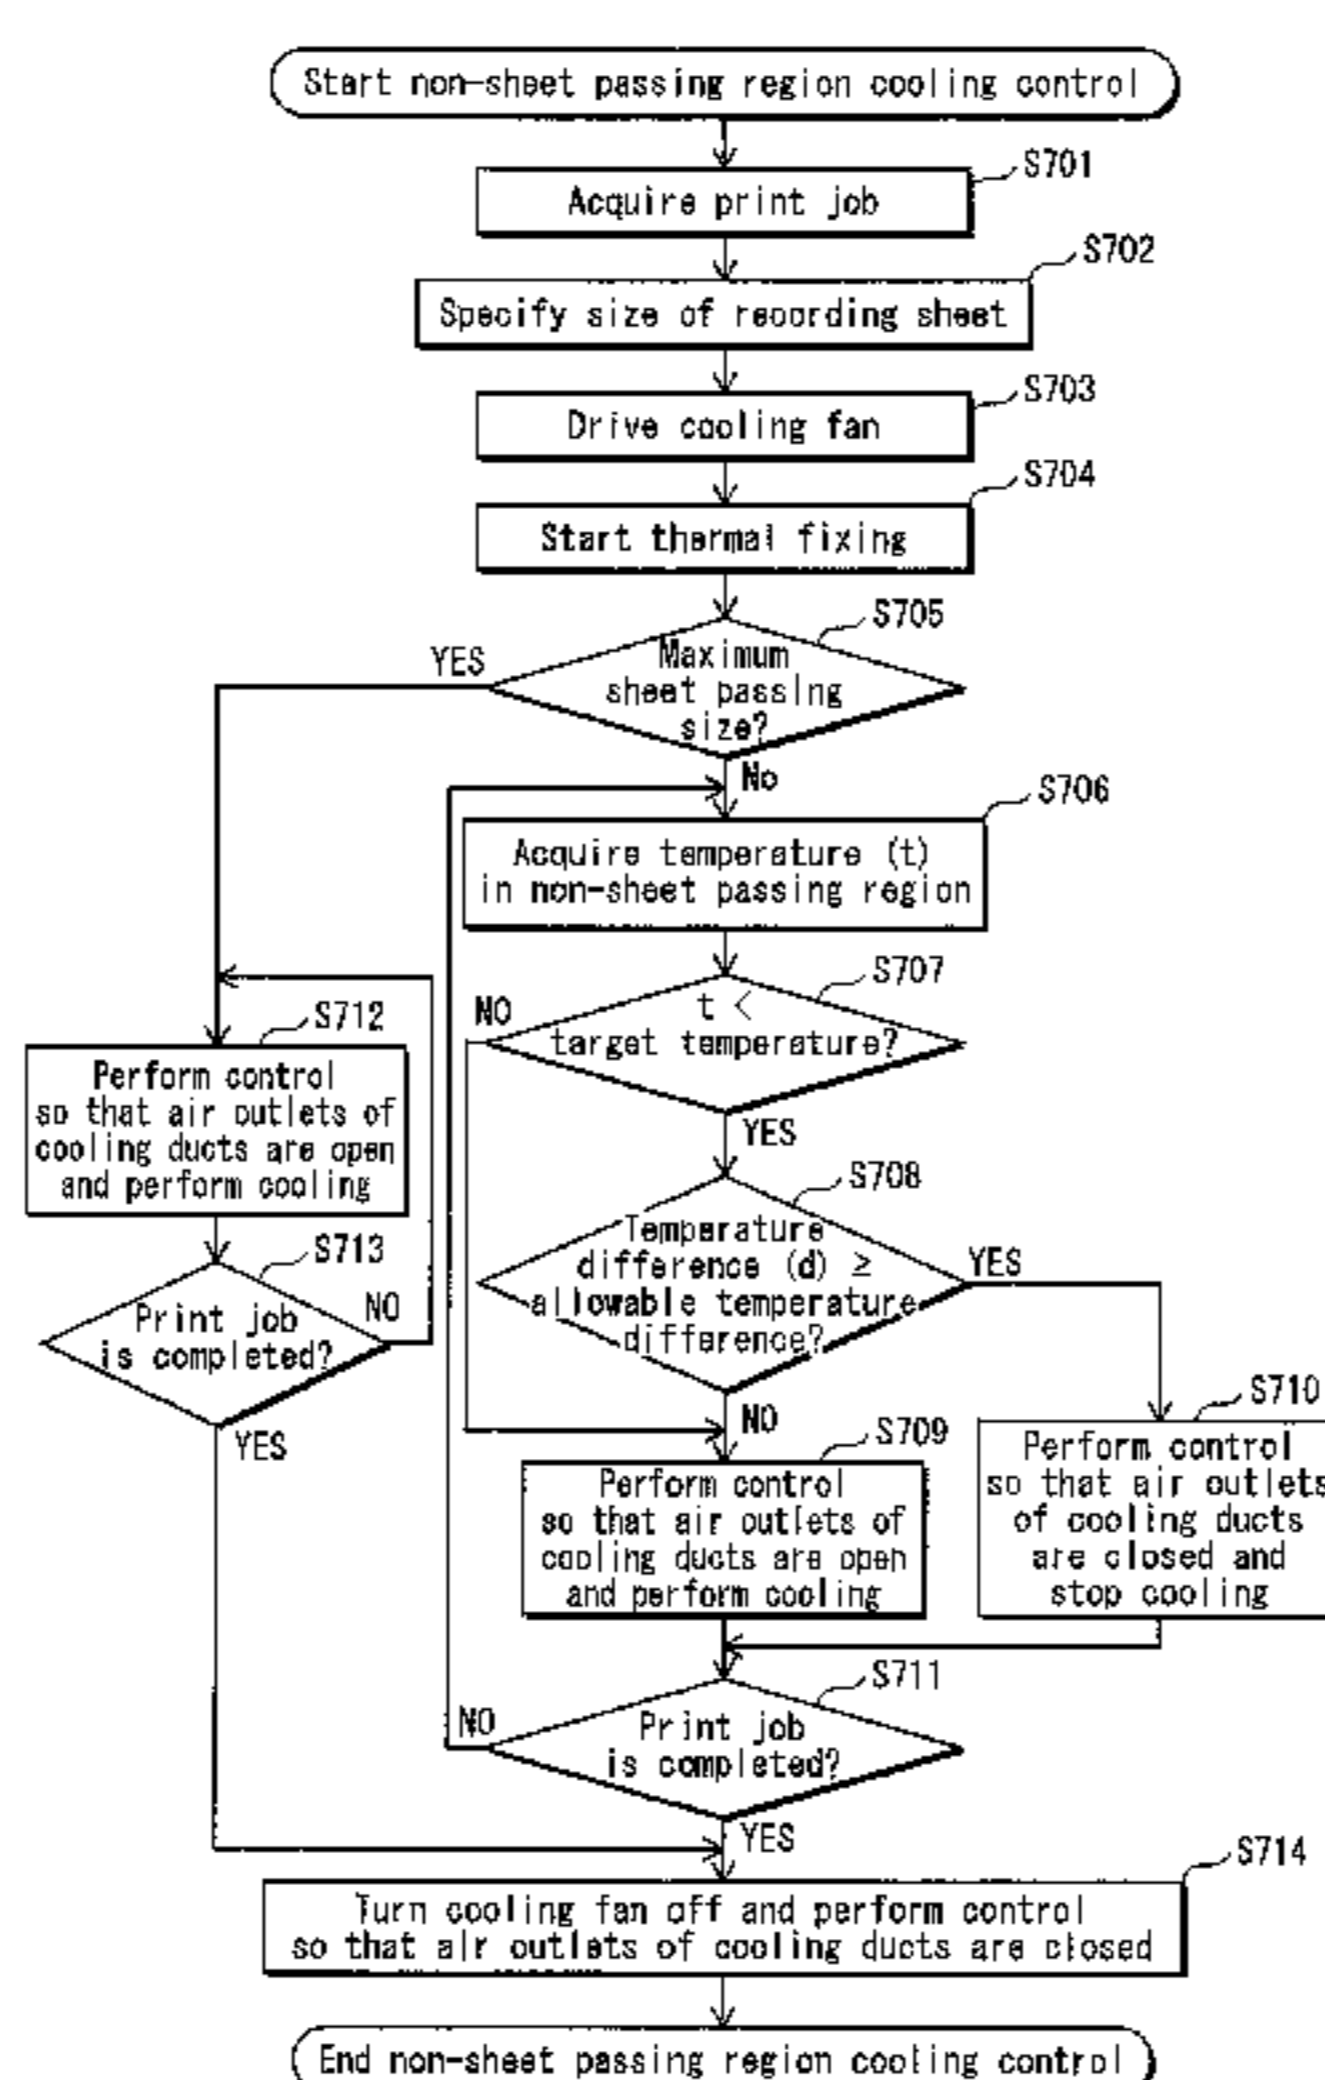 Start non-sheet passing region cooling control
S701
Acquire print job
S702
Specify size of recording sheet
S703
Drive cooling fan
S704
Start thermal fixing
S705
YES
Maximum
sheet passing
size?
No
S706
Acquire temperature (t)
in non-sheet passing region
S707
NO
t <
target temperature?
YES
S712
Perform control
so that air outlets of
cooling ducts are open
and perform cooling
S708
Temperature
difference (d) ≥
allowable temperature
difference?
YES
NO
S713
Print job
is completed?
NO
YES
S709
Perform control
so that air outlets of
cooling ducts are open
and perform cooling
S710
Perform control
so that air outlets
of cooling ducts
are closed and
stop cooling
S711
NO
Print job
is completed?
YES
S714
Turn cooling fan off and perform control
so that air outlets of cooling ducts are closed
End non-sheet passing region cooling control